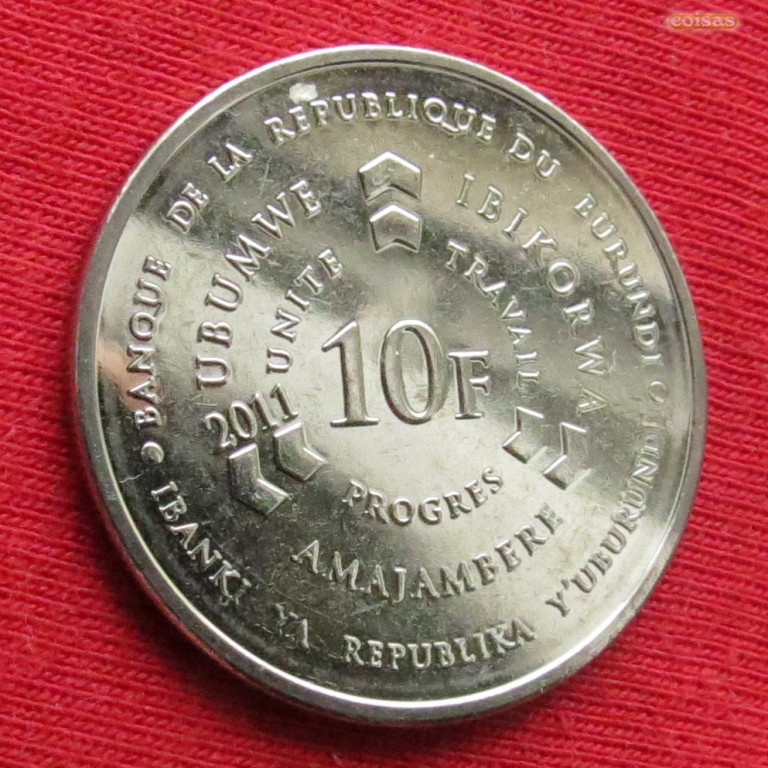 BANQUE DE LA REPUBLIQUE DU BURUNDI
UBUMWE
IBIKORWA
UNITE
TRAVAIL
10F
2011
PROGRES
AMAJAMBERE
IBANKI YA REPUBLIKA Y'UBURUNDI
coisas